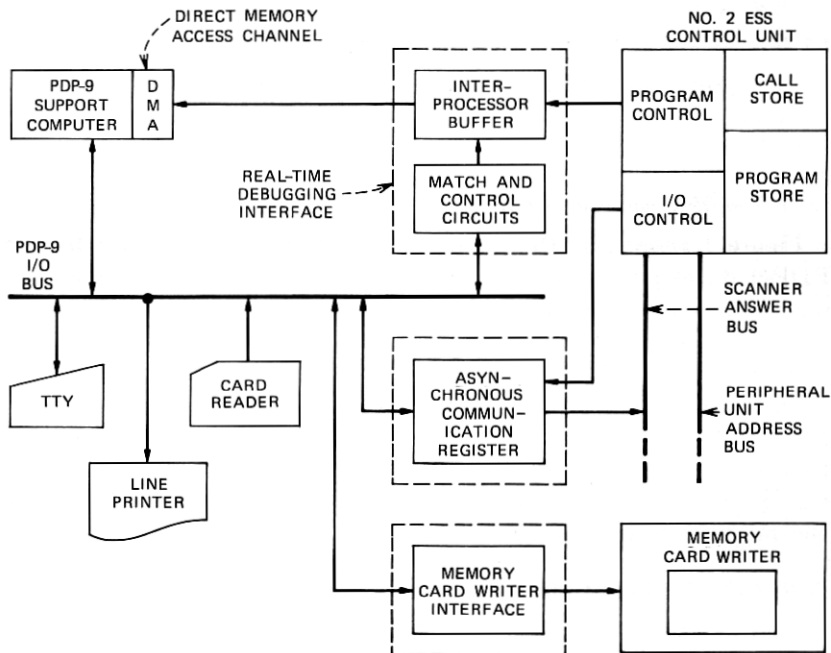 DIRECT MEMORY
ACCESS CHANNEL
NO. 2 ESS
CONTROL UNIT
PDP-9
SUPPORT
COMPUTER
D
M
A
INTER-
PROCESSOR
BUFFER
PROGRAM
CONTROL
CALL
STORE
REAL-TIME
DEBUGGING
INTERFACE
MATCH AND
CONTROL
CIRCUITS
I/O
CONTROL
PROGRAM
STORE
PDP-9
I/O
BUS
SCANNER
ANSWER
BUS
TTY
CARD
READER
ASYN-
CHRONOUS
COMMUN-
ICATION
REGISTER
PERIPHERAL
UNIT
ADDRESS
BUS
LINE
PRINTER
MEMORY
CARD WRITER
INTERFACE
MEMORY
CARD WRITER